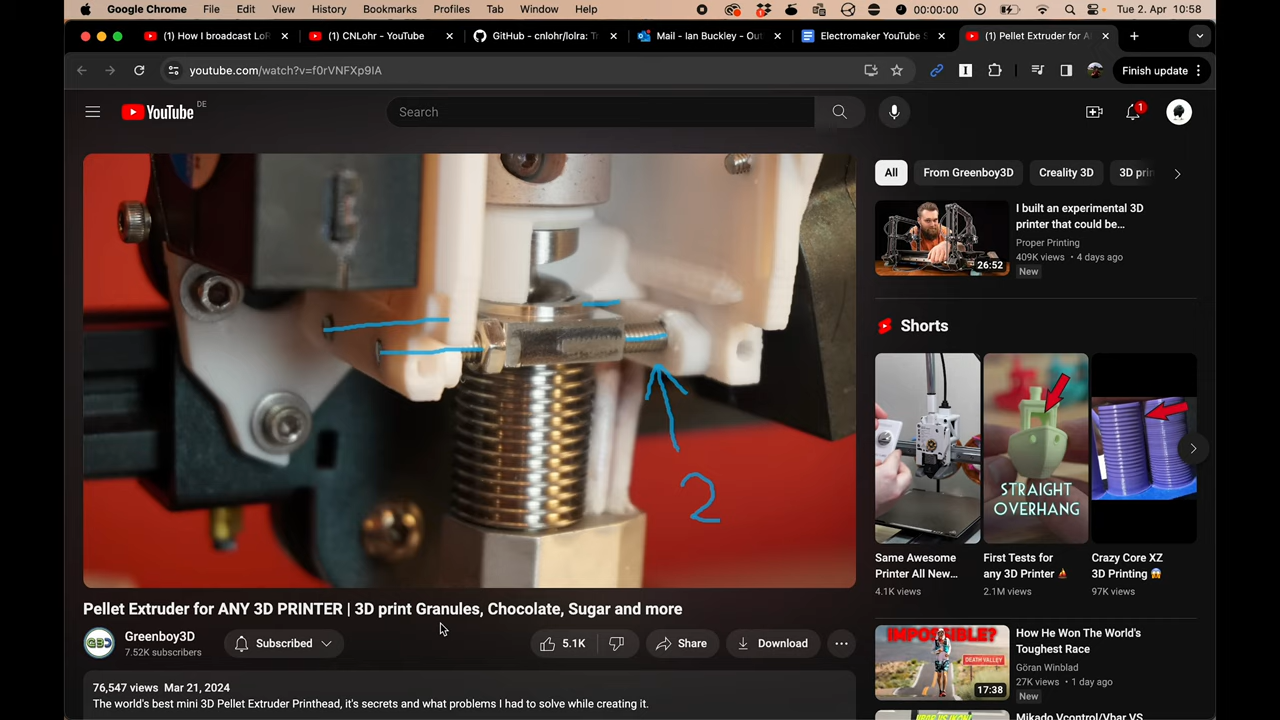 Google Chrome File Edit View History Bookmarks Profiles Tab Window Help 00:00:00 Tue 2. Apr 10:58
(1) How I broadcast LoR
(1) CNLohr - YouTube
GitHub - cnlohr/lolra: Tr
Mail - Ian Buckley - Out
Electromaker YouTube S
(1) Pellet Extruder for A
youtube.com/watch?v=f0rVNFXp9IA
Finish update
YouTube DE
Search
1
All
From Greenboy3D
Creality 3D
3D prin
2
I built an experimental 3D
printer that could be…
Proper Printing
409K views • 4 days ago
New
26:52
Shorts
STRAIGHT
OVERHANG
Same Awesome
Printer All New…
4.1K views
First Tests for
any 3D Printer
2.1M views
Crazy Core XZ
3D Printing
97K views
Pellet Extruder for ANY 3D PRINTER | 3D print Granules, Chocolate, Sugar and more
Greenboy3D
7.52K subscribers
Subscribed
5.1K
Share
Download
76,547 views Mar 21, 2024
The world's best mini 3D Pellet Extruder Printhead, it's secrets and what problems I had to solve while creating it.
IMPOSSIBLE?
DEATH VALLEY
17:38
How He Won The World's
Toughest Race
Göran Winblad
27K views • 1 day ago
New
Mikado Vcontrol/Vbar VS